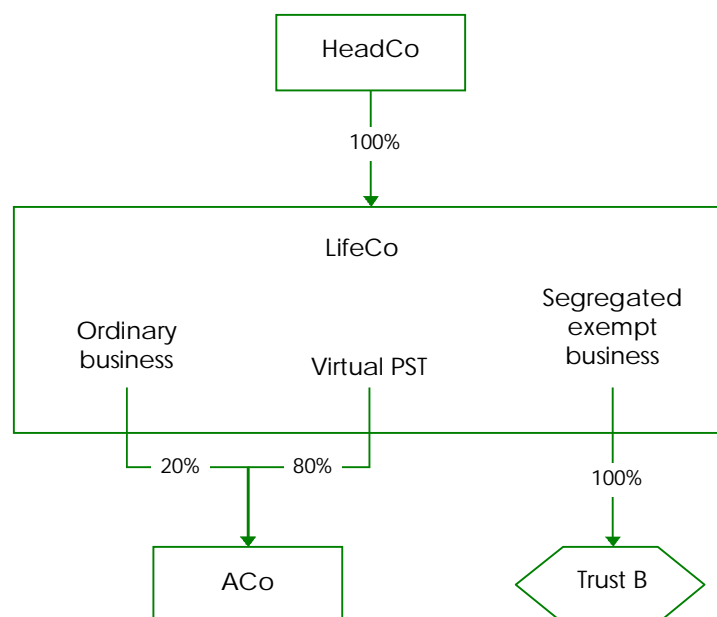 HeadCo
100%
LifeCo
Ordinary
business
Virtual PST
Segregated
exempt
business
20%
80%
100%
ACo
Trust B